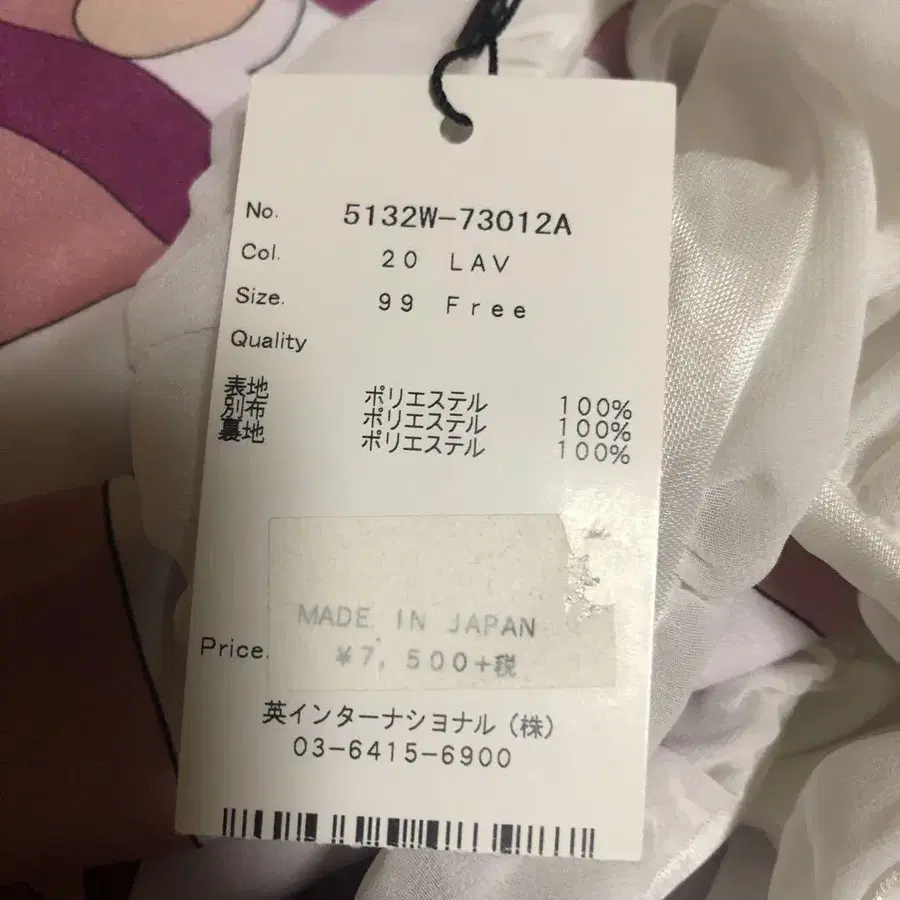 No. 5132W-73012A
Col. 20 LAV
Size. 99 Free
Quality
表地 ポリエステル 100%
別布 ポリエステル 100%
裏地 ポリエステル 100%
MADE IN JAPAN
Price. ¥7,500+税
英インターナショナル(株)
03-6415-6900